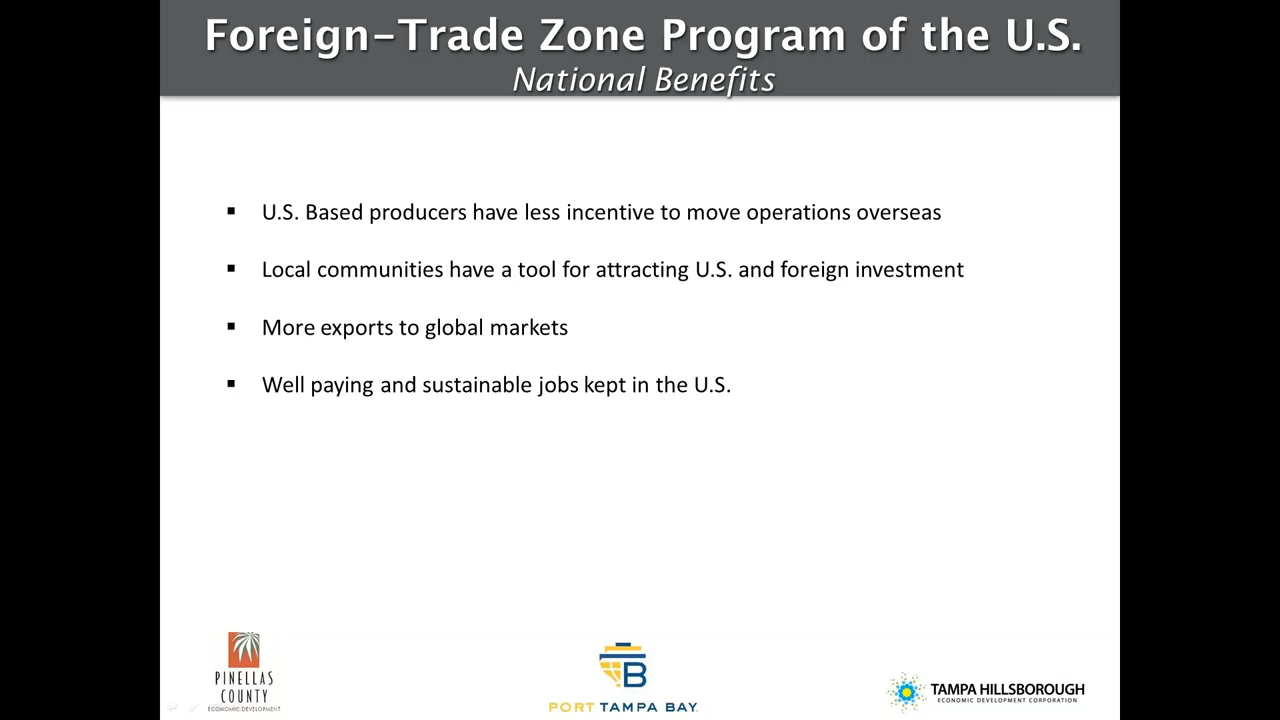 Foreign-Trade Zone Program of the U.S.
National Benefits
▪ U.S. Based producers have less incentive to move operations overseas
▪ Local communities have a tool for attracting U.S. and foreign investment
▪ More exports to global markets
▪ Well paying and sustainable jobs kept in the U.S.
PINELLAS
COUNTY
ECONOMIC DEVELOPMENT
B
PORT TAMPA BAY
TAMPA HILLSBOROUGH
ECONOMIC DEVELOPMENT CORPORATION